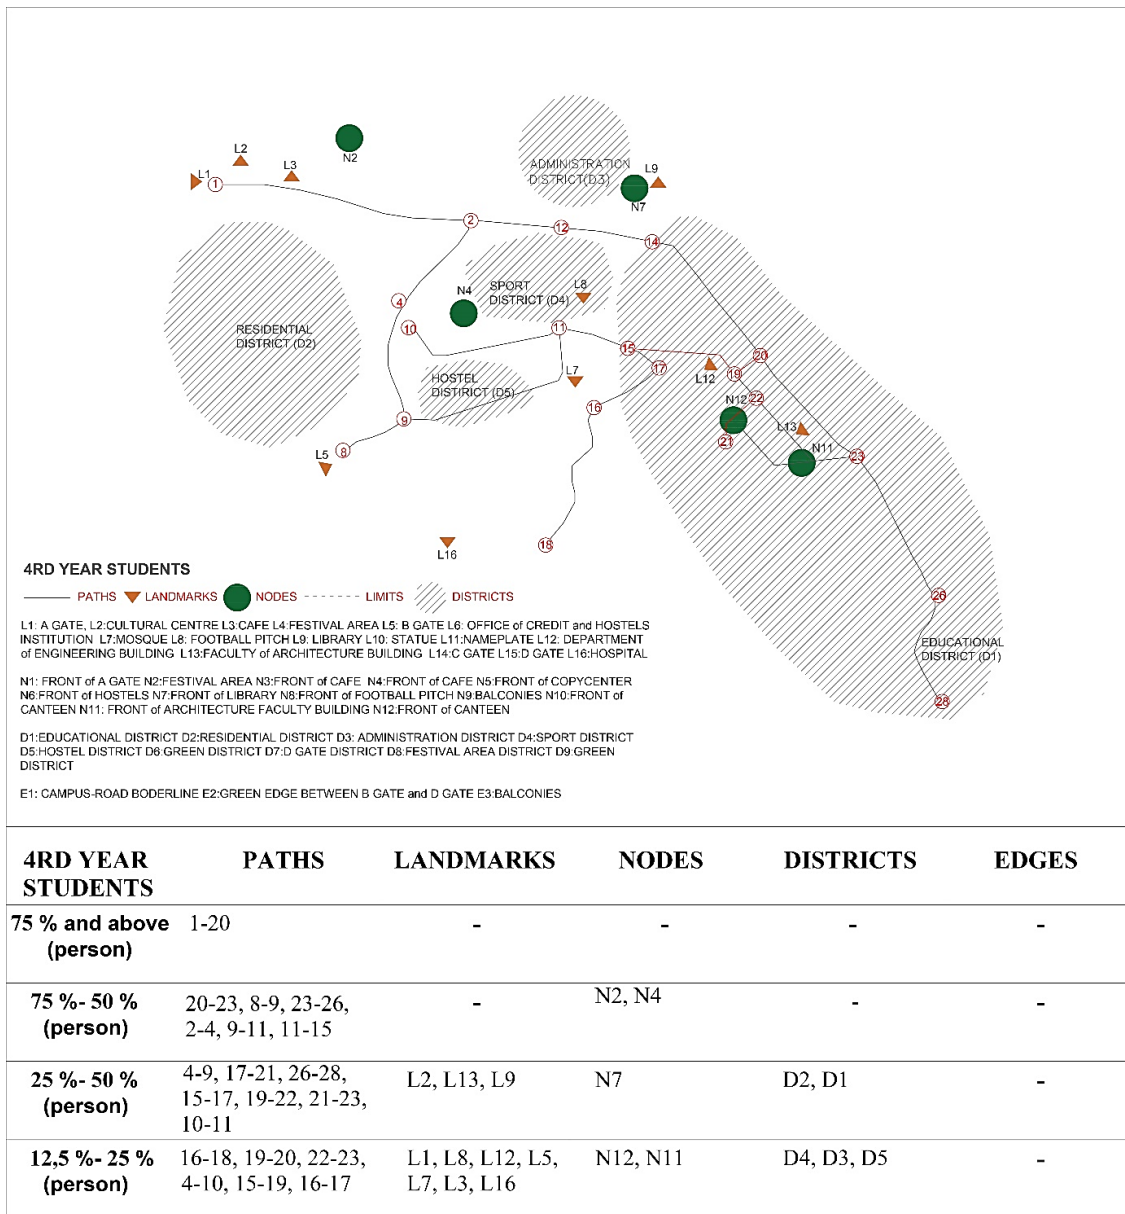 L2
N2
L3
L1
1
ADMINISTRATION
DISTRICT(D3)
L9
N7
2
12
14
N4
SPORT
DISTRICT (D4)
L8
4
10
11
RESIDENTIAL
DISTRICT (D2)
15
20
17
L12
19
HOSTEL
DISTIRICT (D5)
L7
22
16
N12
9
L13
21
8
N11
23
L5
18
L16
26
EDUCATIONAL
DISTRICT (D1)
28
4RD YEAR STUDENTS
PATHS LANDMARKS NODES LIMITS DISTRICTS
L1: A GATE, L2:CULTURAL CENTRE L3:CAFE L4:FESTIVAL AREA L5: B GATE L6: OFFICE of CREDIT and HOSTELS
INSTITUTION L7:MOSQUE L8: FOOTBALL PITCH L9: LIBRARY L10: STATUE L11:NAMEPLATE L12: DEPARTMENT
of ENGINEERING BUILDING L13:FACULTY of ARCHITECTURE BUILDING L14:C GATE L15:D GATE L16:HOSPITAL
N1: FRONT of A GATE N2:FESTIVAL AREA N3:FRONT of CAFE N4:FRONT of CAFE N5:FRONT of COPYCENTER
N6:FRONT of HOSTELS N7:FRONT of LIBRARY N8:FRONT of FOOTBALL PITCH N9:BALCONIES N10:FRONT of
CANTEEN N11: FRONT of ARCHITECTURE FACULTY BUILDING N12:FRONT of CANTEEN
D1:EDUCATIONAL DISTRICT D2:RESIDENTIAL DISTRICT D3: ADMINISTRATION DISTRICT D4:SPORT DISTRICT
D5:HOSTEL DISTRICT D6:GREEN DISTRICT D7:D GATE DISTRICT D8:FESTIVAL AREA DISTRICT D9:GREEN
DISTRICT
E1: CAMPUS-ROAD BODERLINE E2:GREEN EDGE BETWEEN B GATE and D GATE E3:BALCONIES
4RD YEAR PATHS LANDMARKS NODES DISTRICTS EDGES
STUDENTS
75 % and above 1-20 - - - -
(person)
75 %- 50 % 20-23, 8-9, 23-26, - N2, N4 - -
(person) 2-4, 9-11, 11-15
25 %- 50 % 4-9, 17-21, 26-28, L2, L13, L9 N7 D2, D1 -
(person) 15-17, 19-22, 21-23,
10-11
12,5 %- 25 % 16-18, 19-20, 22-23, L1, L8, L12, L5, N12, N11 D4, D3, D5 -
(person) 4-10, 15-19, 16-17 L7, L3, L16